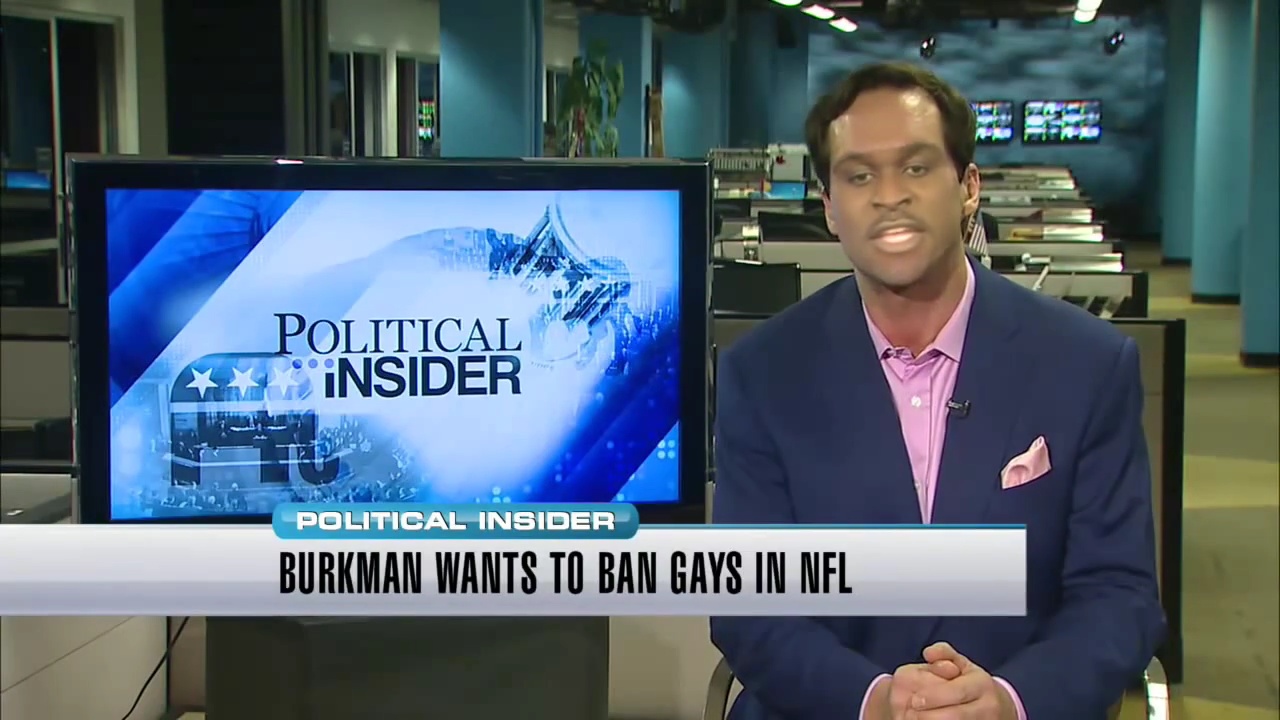 POLITICAL
iNSIDER
POLITICAL INSIDER
BURKMAN WANTS TO BAN GAYS IN NFL